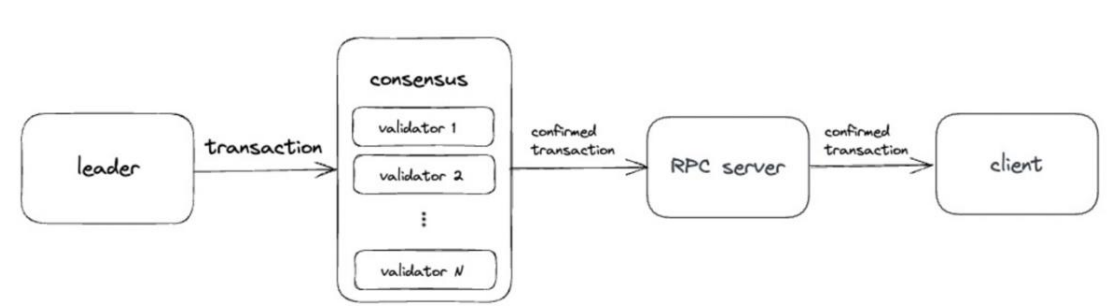 leader
transaction
consensus
validator 1
validator 2
⋮
validator N
confirmed
transaction
RPC server
confirmed
transaction
client